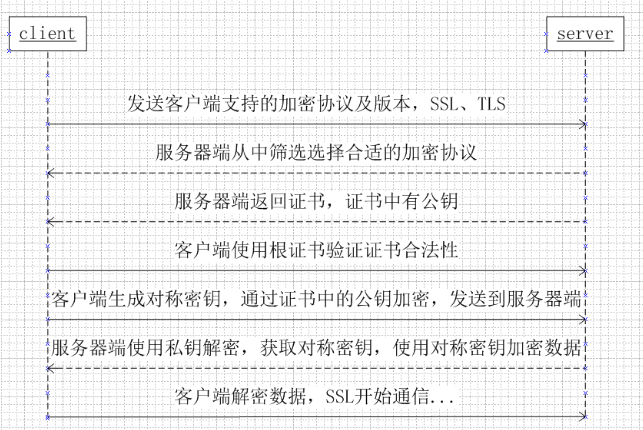 client
server
发送客户端支持的加密协议及版本，SSL、TLS
服务器端从中筛选选择合适的加密协议
服务器端返回证书，证书中有公钥
客户端使用根证书验证证书合法性
客户端生成对称密钥，通过证书中的公钥加密，发送到服务器端
服务器端使用私钥解密，获取对称密钥，使用对称密钥加密数据
客户端解密数据，SSL开始通信...